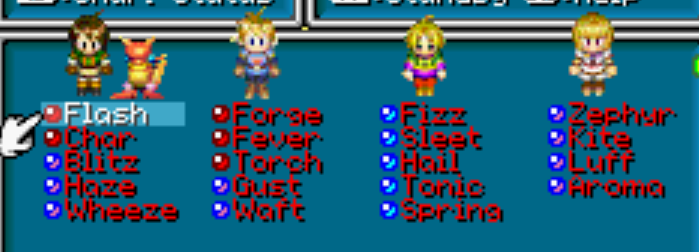 Flash Forge Fizz Zephyr
Char Fever Sleet Kite
Blitz Torch Hail Luff
Haze Gust Tonic Aroma
Wheeze Waft Spring